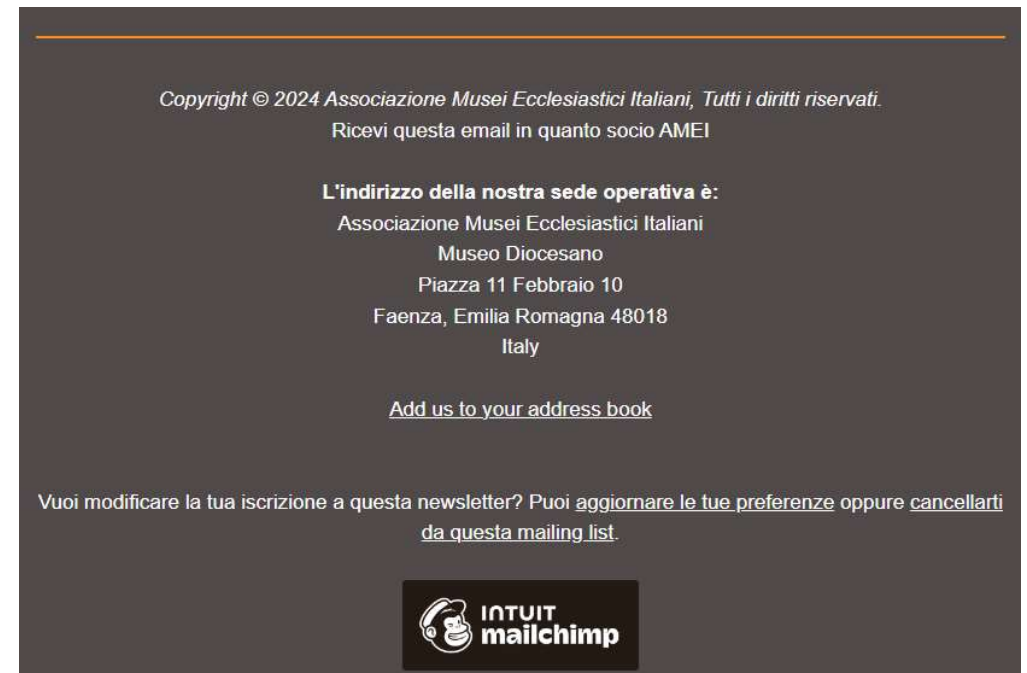 Copyright © 2024 Associazione Musei Ecclesiastici Italiani, Tutti i diritti riservati.
Ricevi questa email in quanto socio AMEI
L'indirizzo della nostra sede operativa è:
Associazione Musei Ecclesiastici Italiani
Museo Diocesano
Piazza 11 Febbraio 10
Faenza, Emilia Romagna 48018
Italy
Add us to your address book
Vuoi modificare la tua iscrizione a questa newsletter? Puoi aggiornare le tue preferenze oppure cancellarti
da questa mailing list.
INTUIT
mailchimp